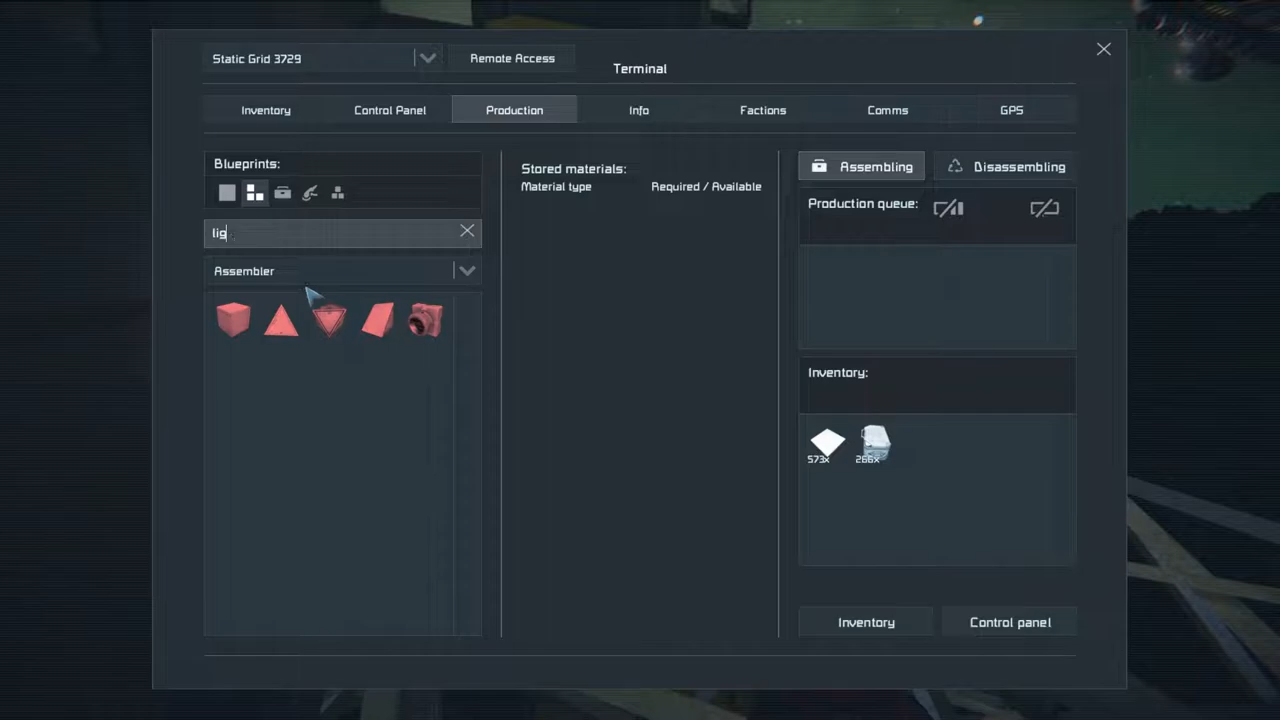 Static Grid 3729
Remote Access
Terminal
Inventory
Control Panel
Production
Info
Factions
Comms
GPS
Blueprints:
lig
Assembler
Stored materials:
Material type
Required / Available
Assembling
Disassembling
Production queue:
Inventory:
573x
266x
Inventory
Control panel